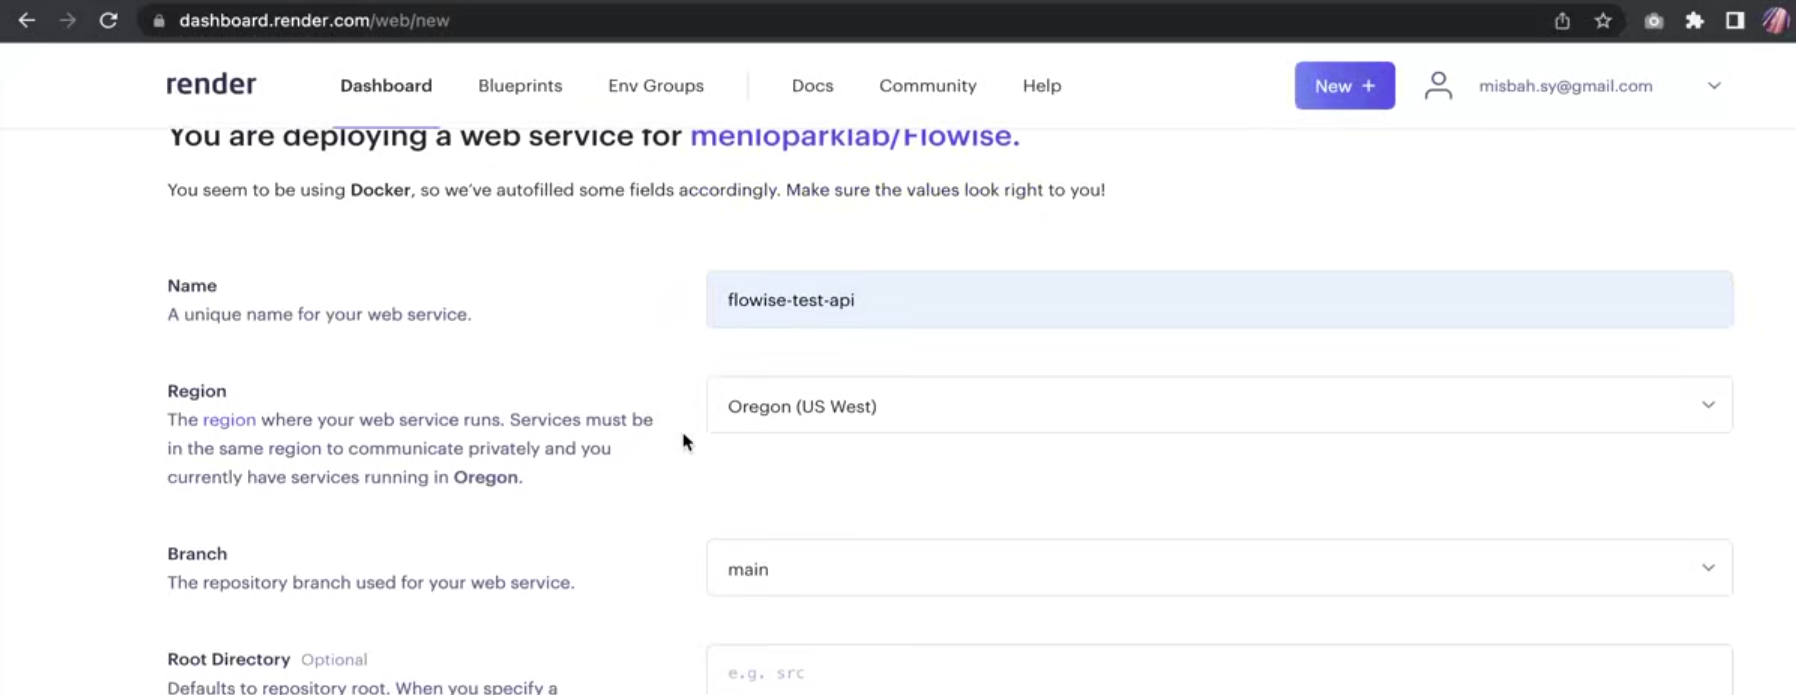 dashboard.render.com/web/new
render Dashboard Blueprints Env Groups Docs Community Help New + misbah.sy@gmail.com
You are deploying a web service for menloparklab/Flowise.
You seem to be using Docker, so we've autofilled some fields accordingly. Make sure the values look right to you!
Name
A unique name for your web service.
flowise-test-api
Region
The region where your web service runs. Services must be
in the same region to communicate privately and you
currently have services running in Oregon.
Oregon (US West)
Branch
The repository branch used for your web service.
main
Root Directory Optional
Defaults to repository root. When you specify a
e.g. src